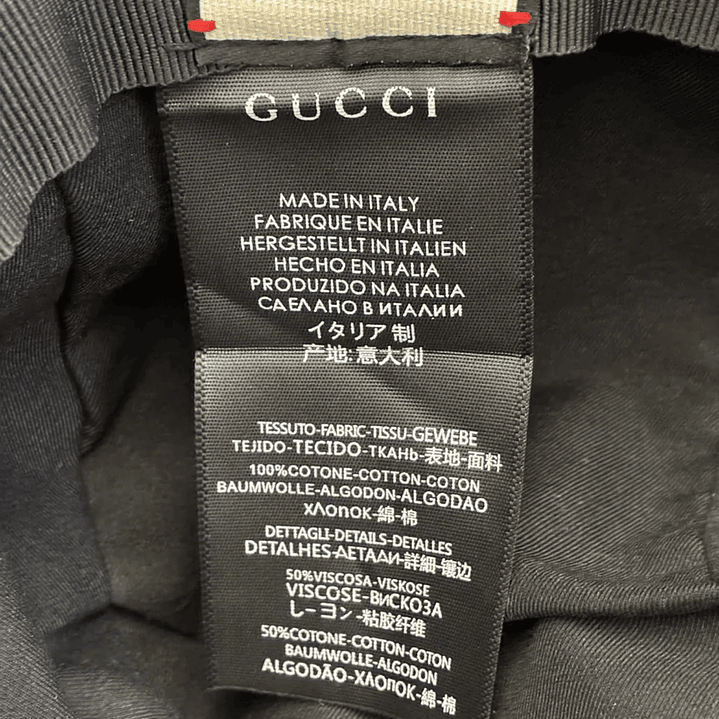 GUCCI
MADE IN ITALY
FABRIQUE EN ITALIE
HERGESTELLT IN ITALIEN
HECHO EN ITALIA
PRODUZIDO NA ITALIA
СДЕЛАНО В ИТАЛИИ
イタリア 制
产地:意大利
TESSUTO-FABRIC-TISSU-GEWEBE
TEJIDO-TECIDO-ТКАНЬ-表地-面料
100%COTONE-COTTON-COTON
BAUMWOLLE-ALGODON-ALGODAO
ХΛОПОК-綿-棉
DETTAGLI-DETAILS-DETALLES
DETALHES-ДЕТАЛИ-詳細-镶边
50%VISCOSA-VISKOSE
VISCOSE-ВИСКОЗА
レーヨン-粘胶纤维
50%COTONE-COTTON-COTON
BAUMWOLLE-ALGODON
ALGODÃO-ХΛОПОК-綿-棉